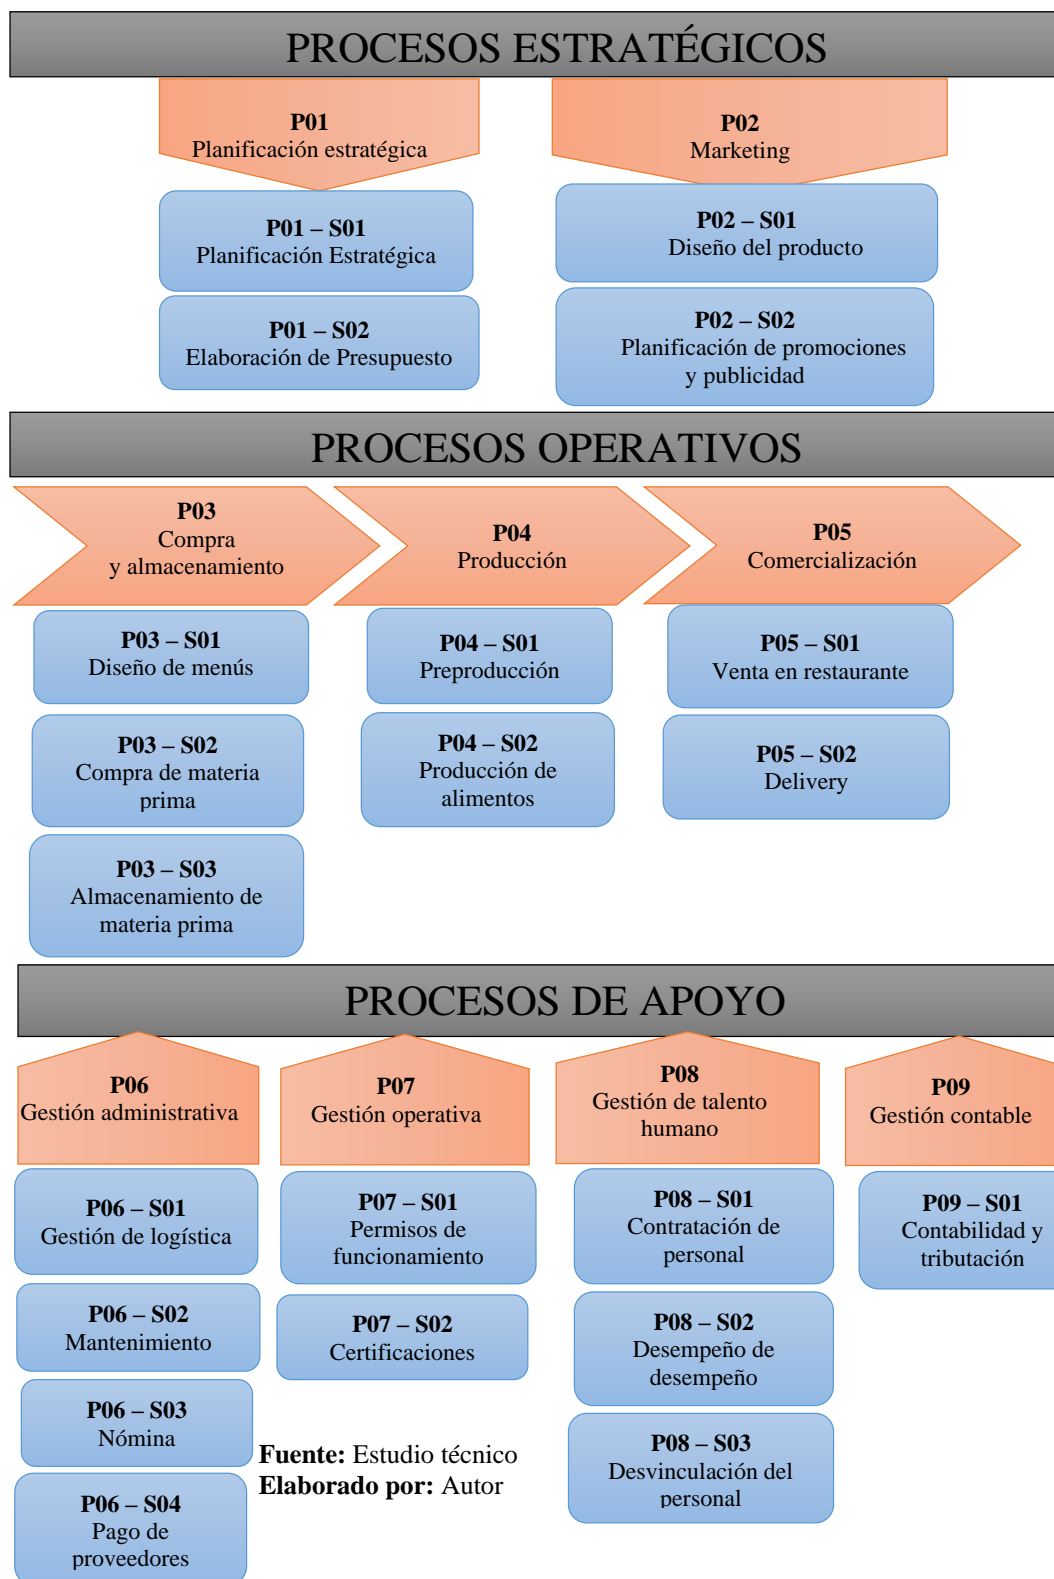 PROCESOS ESTRATÉGICOS
P01
Planificación estratégica
P02
Marketing
P01 – S01
Planificación Estratégica
P02 – S01
Diseño del producto
P01 – S02
Elaboración de Presupuesto
P02 – S02
Planificación de promociones
y publicidad
PROCESOS OPERATIVOS
P03
Compra
y almacenamiento
P04
Producción
P05
Comercialización
P03 – S01
Diseño de menús
P04 – S01
Preproducción
P05 – S01
Venta en restaurante
P03 – S02
Compra de materia
prima
P04 – S02
Producción de
alimentos
P05 – S02
Delivery
P03 – S03
Almacenamiento de
materia prima
PROCESOS DE APOYO
P06
Gestión administrativa
P07
Gestión operativa
P08
Gestión de talento
humano
P09
Gestión contable
P06 – S01
Gestión de logística
P07 – S01
Permisos de
funcionamiento
P08 – S01
Contratación de
personal
P09 – S01
Contabilidad y
tributación
P06 – S02
Mantenimiento
P07 – S02
Certificaciones
P08 – S02
Desempeño de
desempeño
P06 – S03
Nómina
P08 – S03
Desvinculación del
personal
Fuente: Estudio técnico
Elaborado por: Autor
P06 – S04
Pago de
proveedores